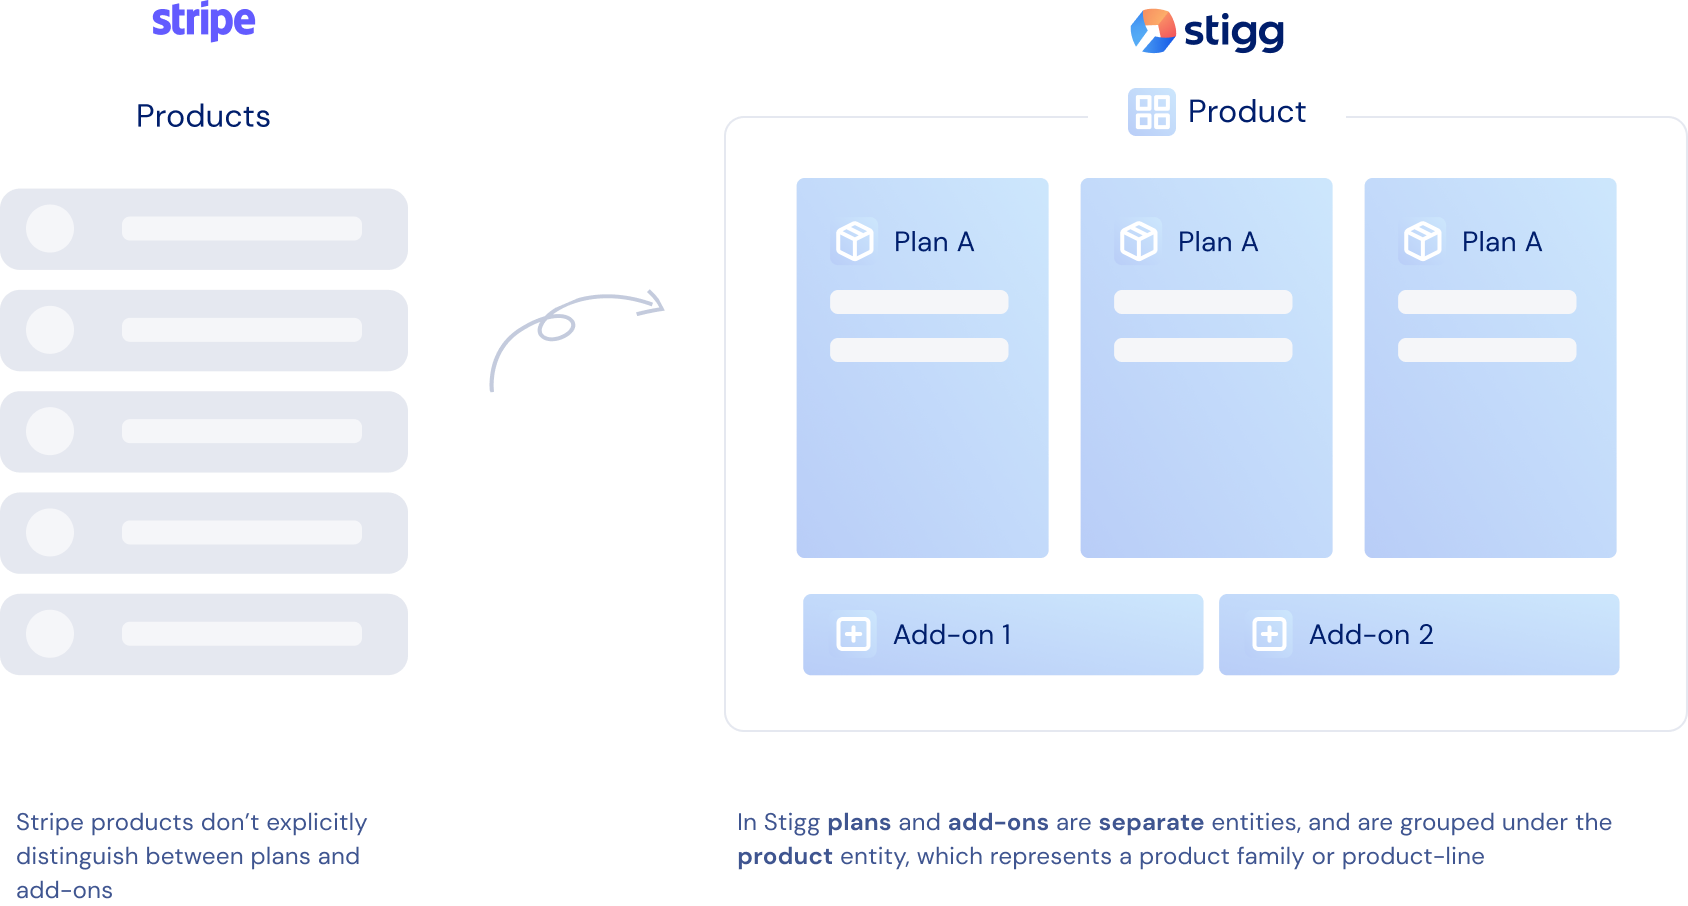 stripe
stigg
Products
Product
Plan A
Plan A
Plan A
Add-on 1
Add-on 2
Stripe products don’t explicitly
distinguish between plans and
add-ons
In Stigg plans and add-ons are separate entities, and are grouped under the
product entity, which represents a product family or product-line